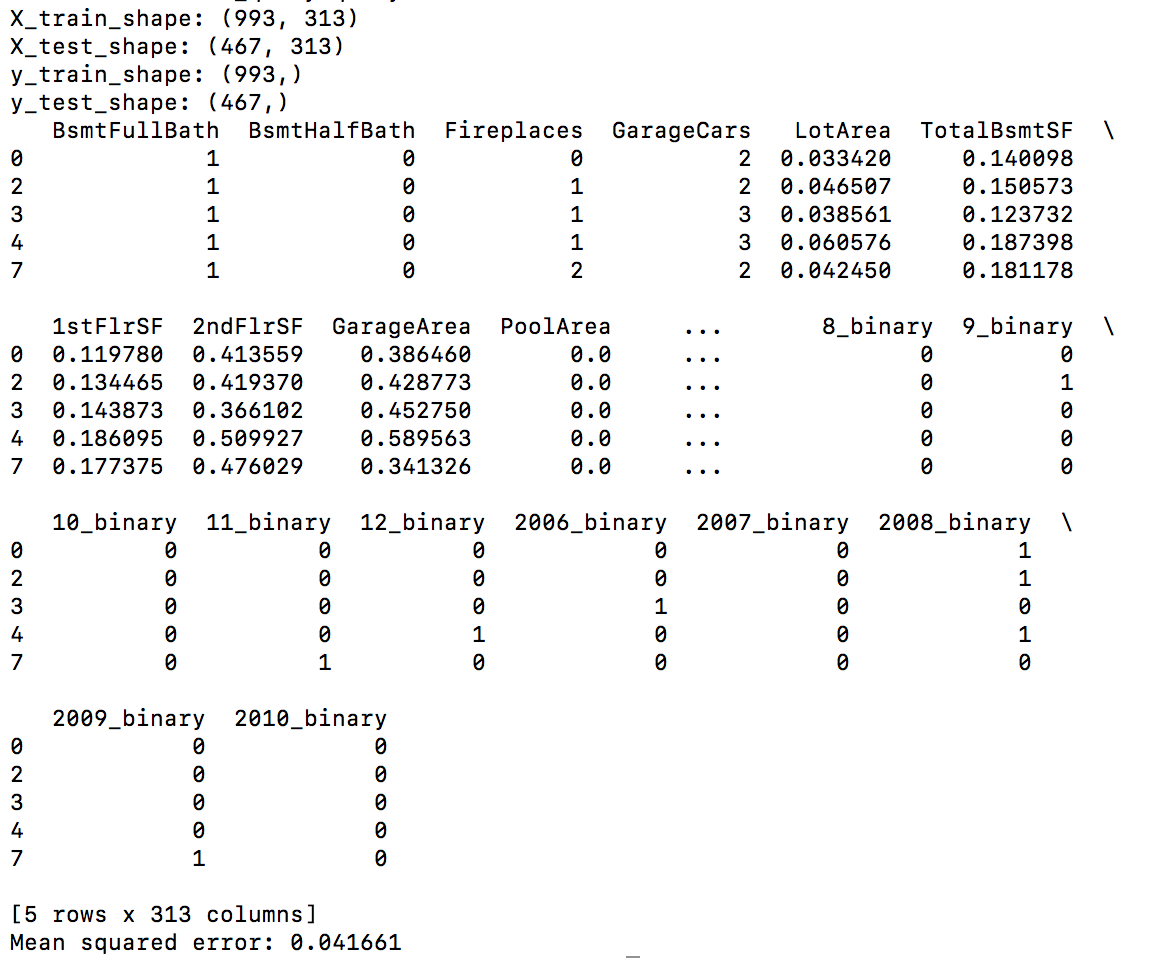 X_train_shape: (993, 313)
X_test_shape: (467, 313)
y_train_shape: (993,)
y_test_shape: (467,)
   BsmtFullBath  BsmtHalfBath  Fireplaces  GarageCars   LotArea  TotalBsmtSF  \
0             1             0           0           2  0.033420     0.140098
2             1             0           1           2  0.046507     0.150573
3             1             0           1           3  0.038561     0.123732
4             1             0           1           3  0.060576     0.187398
7             1             0           2           2  0.042450     0.181178
   1stFlrSF  2ndFlrSF  GarageArea  PoolArea     ...       8_binary  9_binary  \
0  0.119780  0.413559    0.386460       0.0     ...              0         0
2  0.134465  0.419370    0.428773       0.0     ...              0         1
3  0.143873  0.366102    0.452750       0.0     ...              0         0
4  0.186095  0.509927    0.589563       0.0     ...              0         0
7  0.177375  0.476029    0.341326       0.0     ...              0         0
   10_binary  11_binary  12_binary  2006_binary  2007_binary  2008_binary  \
0          0          0          0            0            0            1
2          0          0          0            0            0            1
3          0          0          0            1            0            0
4          0          0          1            0            0            1
7          0          1          0            0            0            0
   2009_binary  2010_binary
0            0            0
2            0            0
3            0            0
4            0            0
7            1            0
[5 rows x 313 columns]
Mean squared error: 0.041661